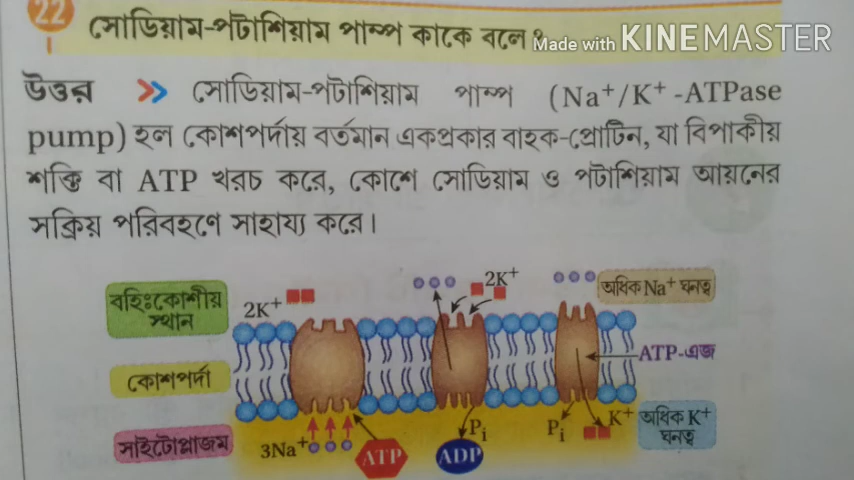 22
সোডিয়াম-পটাশিয়াম পাম্প কাকে বলে ?
Made with KINEMASTER
উত্তর >> সোডিয়াম-পটাশিয়াম পাম্প (Na⁺/K⁺ -ATPase
pump) হল কোশপর্দায় বর্তমান একপ্রকার বাহক-প্রোটিন, যা বিপাকীয়
শক্তি বা ATP খরচ করে, কোশে সোডিয়াম ও পটাশিয়াম আয়নের
সক্রিয় পরিবহণে সাহায্য করে।
বহিঃকোশীয়
স্থান
2K⁺
2K⁺
অধিক Na⁺ ঘনত্ব
কোশপর্দা
ATP-এজ
সাইটোপ্লাজম
3Na⁺
ATP
Pᵢ
ADP
Pᵢ
K⁺
অধিক K⁺
ঘনত্ব